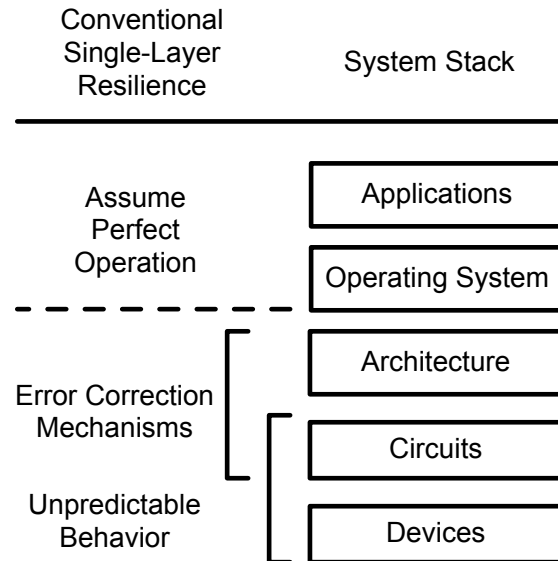 Conventional
Single-Layer
Resilience
System Stack
Assume
Perfect
Operation
Applications
Operating System
Error Correction
Mechanisms
Architecture
Circuits
Unpredictable
Behavior
Devices